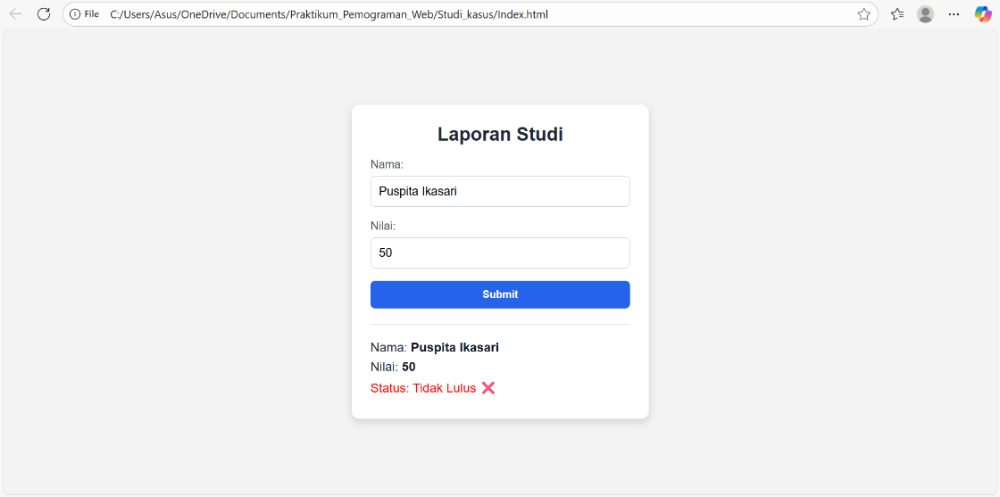 File C:/Users/Asus/OneDrive/Documents/Praktikum_Pemograman_Web/Studi_kasus/Index.html
Laporan Studi
Nama:
Puspita Ikasari
Nilai:
50
Submit
Nama: Puspita Ikasari
Nilai: 50
Status: Tidak Lulus ❌